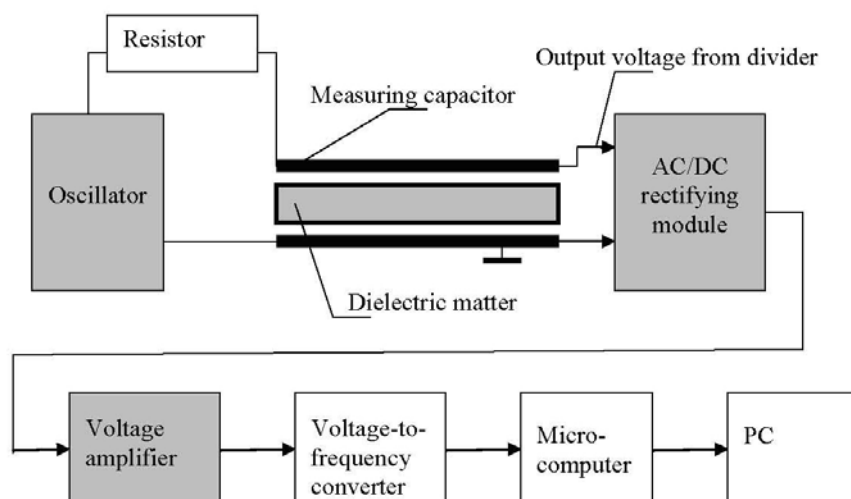 Resistor
Output voltage from divider
Measuring capacitor
Oscillator
AC/DC
rectifying
module
Dielectric matter
Voltage
amplifier
Voltage-to-
frequency
converter
Micro-
computer
PC